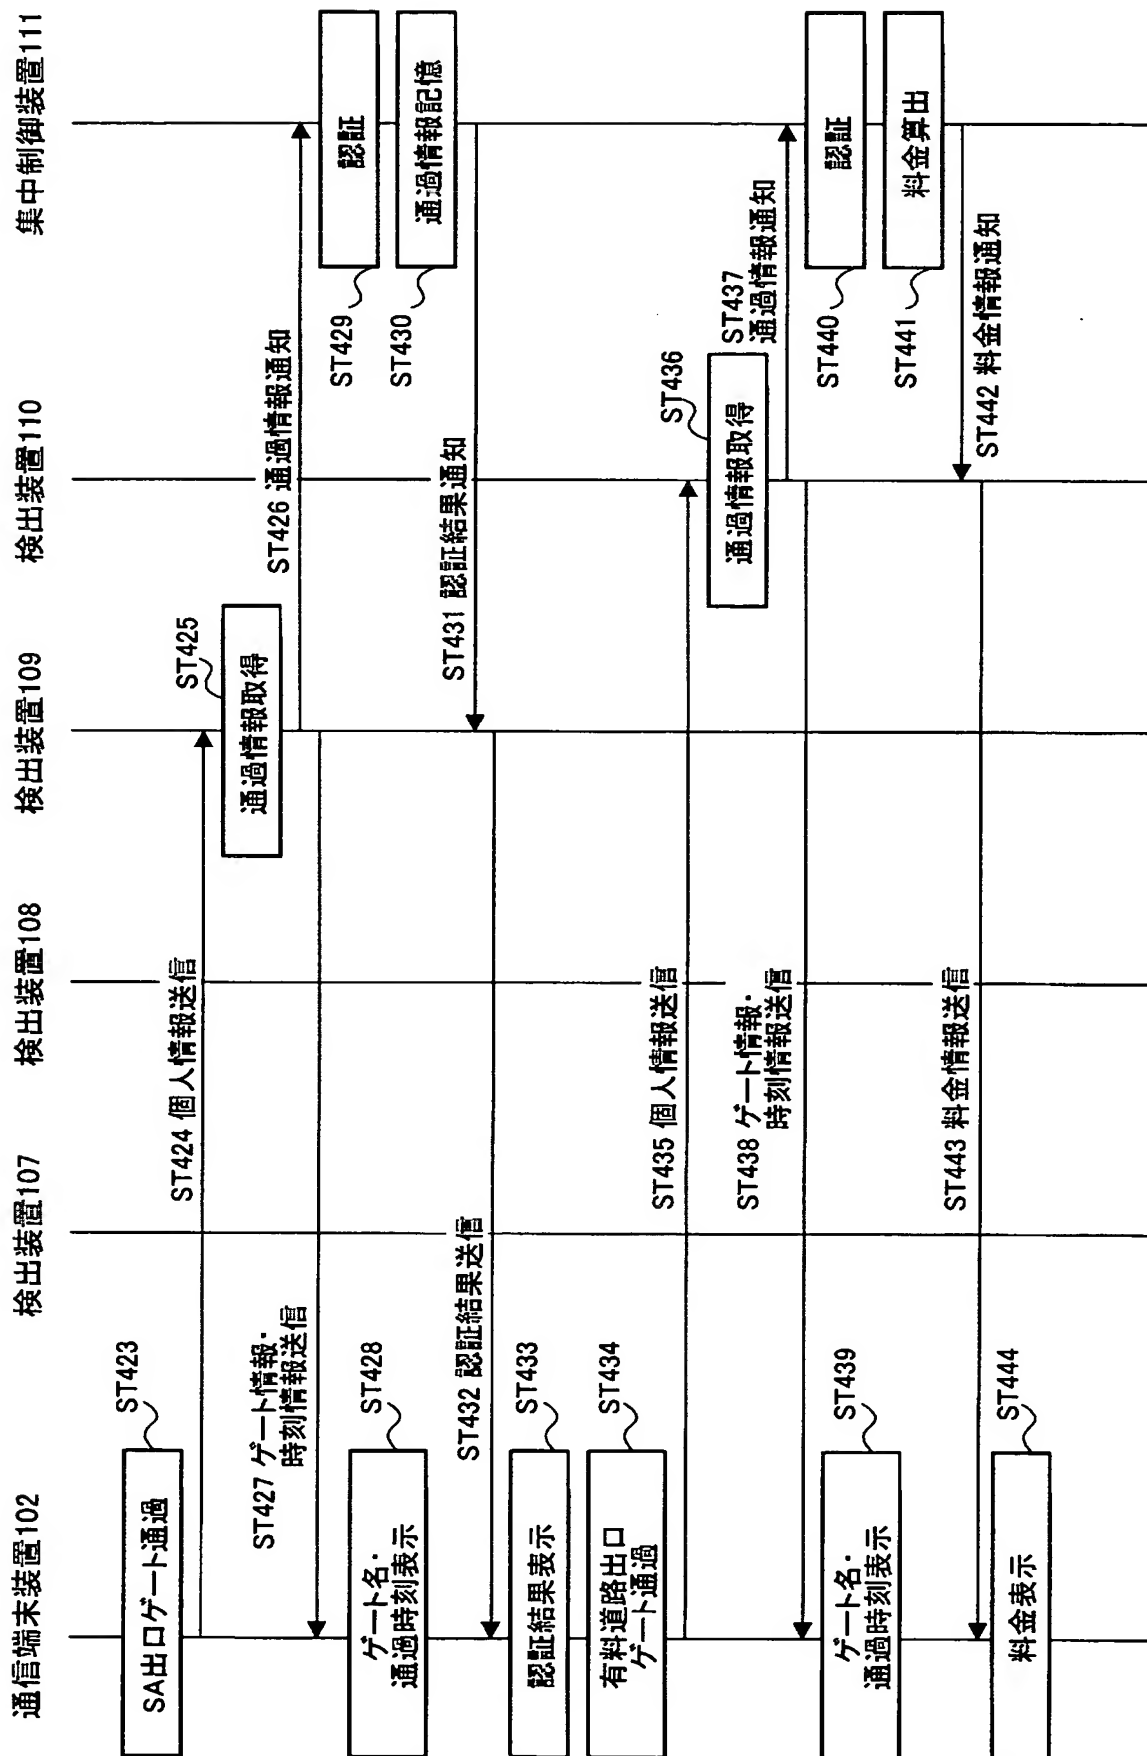 通信端末装置102
検出装置107
検出装置108
検出装置109
検出装置110
集中制御装置111
SA出口ゲート通過
ST423
ST424 個人情報送信
通過情報取得
ST425
ST426 通過情報通知
ST427 ゲート情報・
時刻情報送信
ゲート名・
通過時刻表示
ST428
認証
ST429
通過情報記憶
ST430
ST431 認証結果通知
ST432 認証結果送信
認証結果表示
ST433
有料道路出口
ゲート通過
ST434
ST435 個人情報送信
通過情報取得
ST436
ST437
通過情報通知
ST438 ゲート情報・
時刻情報送信
ゲート名・
通過時刻表示
ST439
認証
ST440
料金算出
ST441
ST442 料金情報通知
ST443 料金情報送信
料金表示
ST444